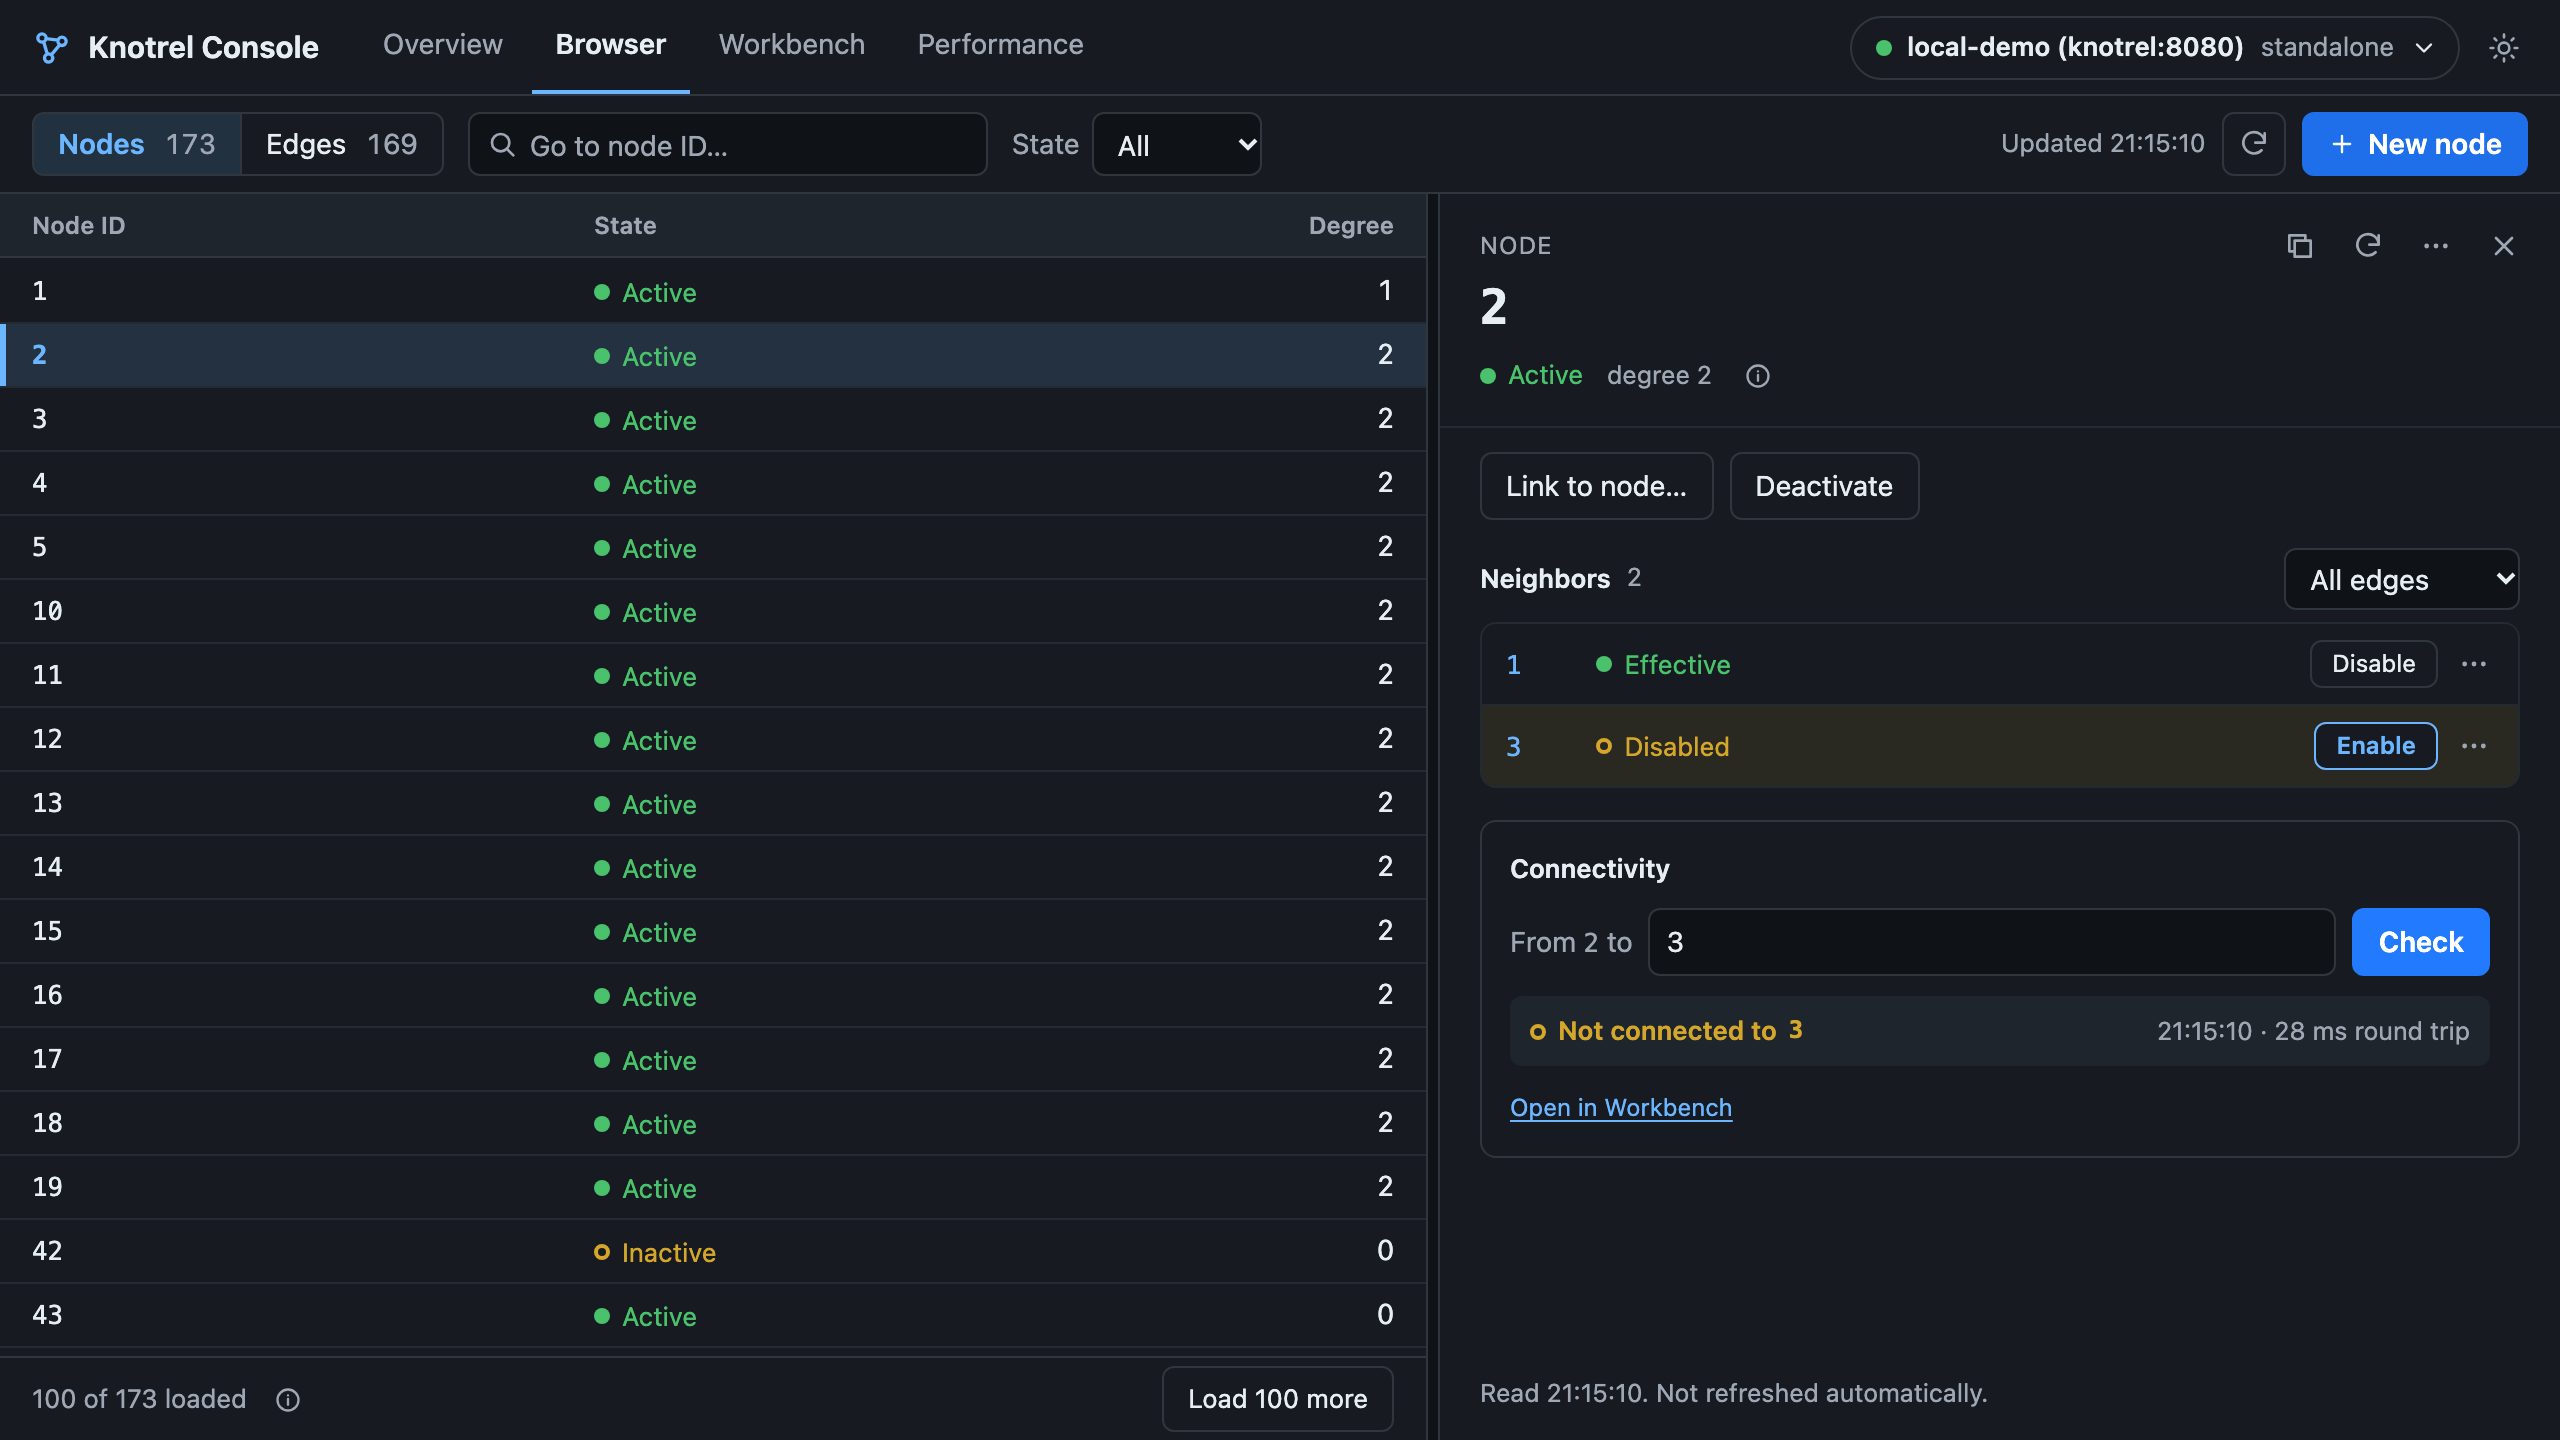 Knotrel Console Overview Browser Workbench Performance local-demo (knotrel:8080) standalone
Nodes 173 Edges 169 Go to node ID... State All Updated 21:15:10 + New node
Node ID State Degree
1 Active 1
2 Active 2
3 Active 2
4 Active 2
5 Active 2
10 Active 2
11 Active 2
12 Active 2
13 Active 2
14 Active 2
15 Active 2
16 Active 2
17 Active 2
18 Active 2
19 Active 2
42 Inactive 0
43 Active 0
100 of 173 loaded Load 100 more
NODE
2
Active degree 2
Link to node... Deactivate
Neighbors 2 All edges
1 Effective Disable
3 Disabled Enable
Connectivity
From 2 to 3 Check
Not connected to 3 21:15:10 · 28 ms round trip
Open in Workbench
Read 21:15:10. Not refreshed automatically.